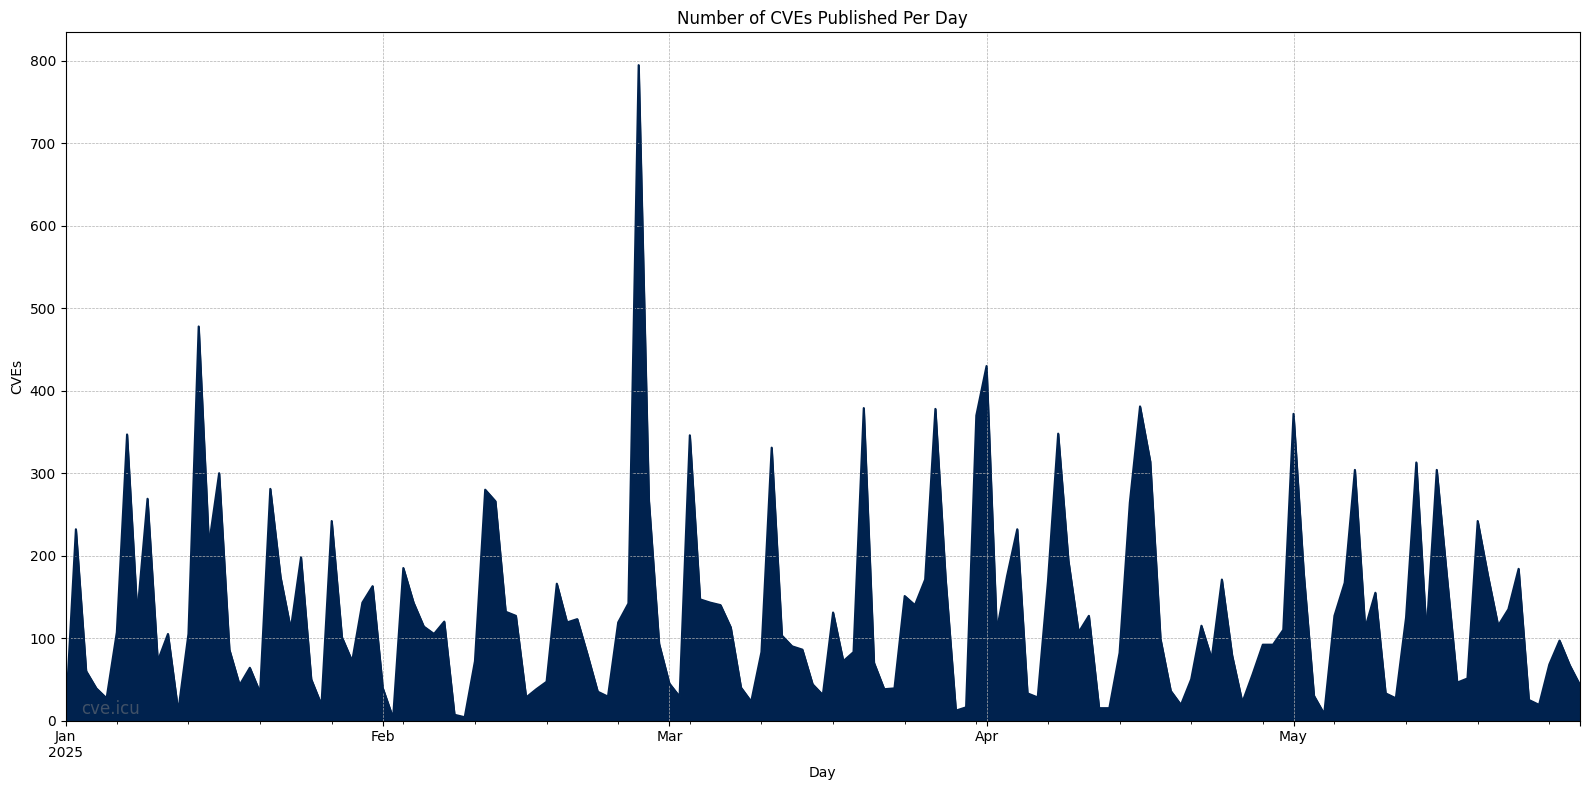 Number of CVEs Published Per Day
800
700
600
500
400
300
200
100
0
CVEs
cve.icu
Jan
2025
Feb
Mar
Apr
May
Day